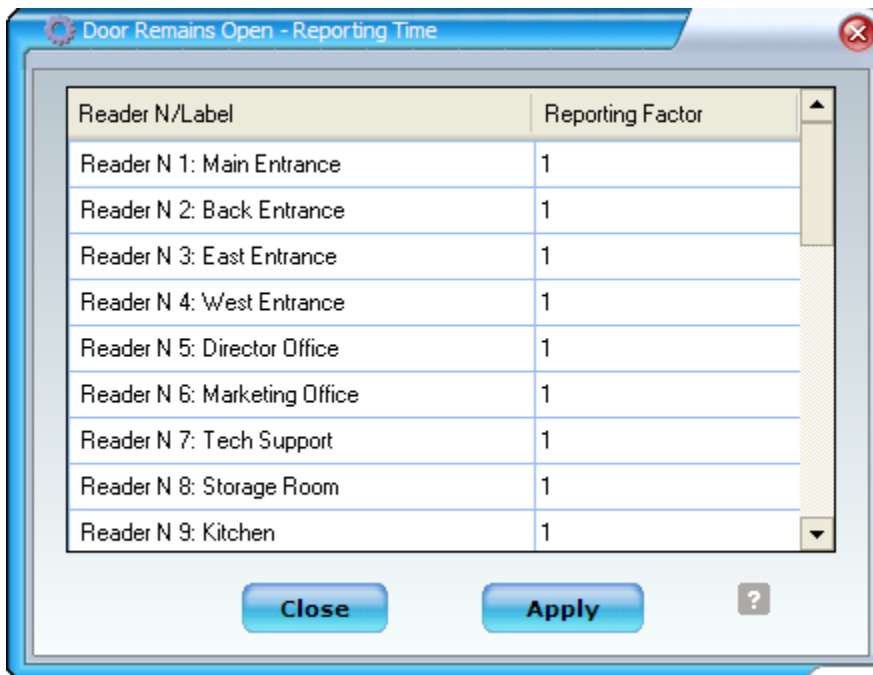 Door Remains Open - Reporting Time
Reader N/Label Reporting Factor
Reader N 1: Main Entrance 1
Reader N 2: Back Entrance 1
Reader N 3: East Entrance 1
Reader N 4: West Entrance 1
Reader N 5: Director Office 1
Reader N 6: Marketing Office 1
Reader N 7: Tech Support 1
Reader N 8: Storage Room 1
Reader N 9: Kitchen 1
Close Apply ?